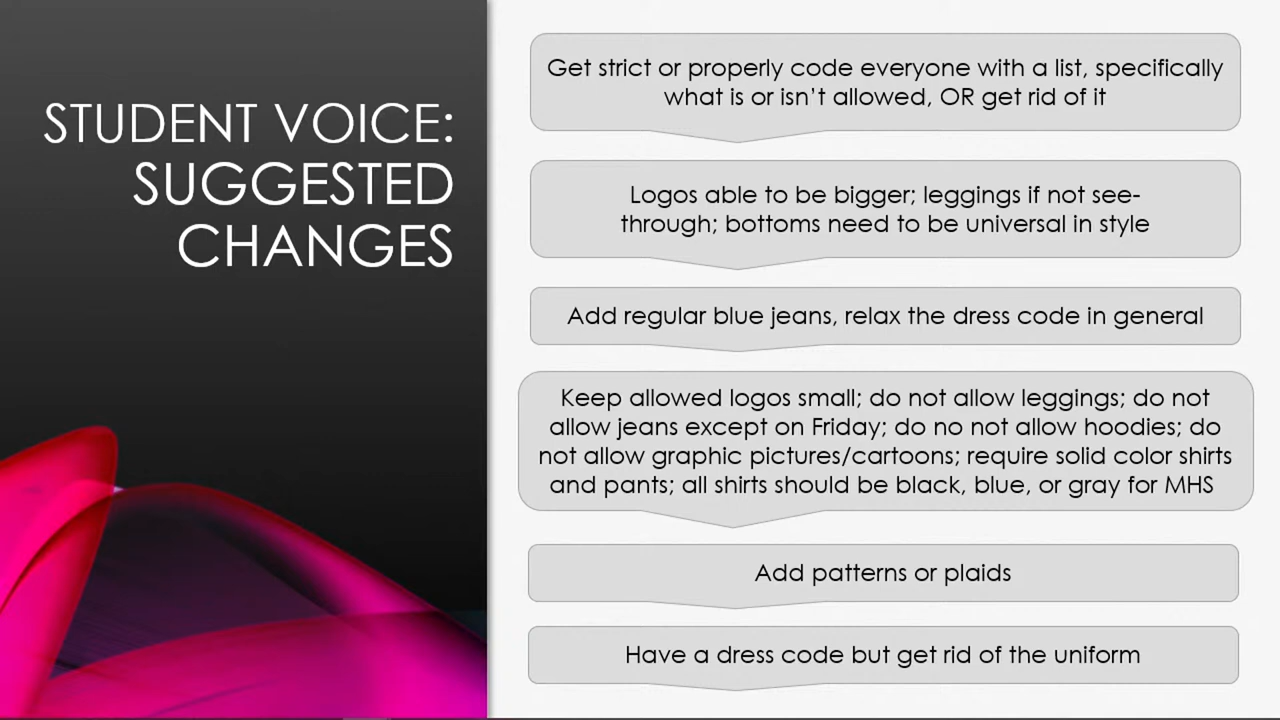 STUDENT VOICE:
SUGGESTED
CHANGES
Get strict or properly code everyone with a list, specifically
what is or isn't allowed, OR get rid of it
Logos able to be bigger; leggings if not see-
through; bottoms need to be universal in style
Add regular blue jeans, relax the dress code in general
Keep allowed logos small; do not allow leggings; do not
allow jeans except on Friday; do no not allow hoodies; do
not allow graphic pictures/cartoons; require solid color shirts
and pants; all shirts should be black, blue, or gray for MHS
Add patterns or plaids
Have a dress code but get rid of the uniform